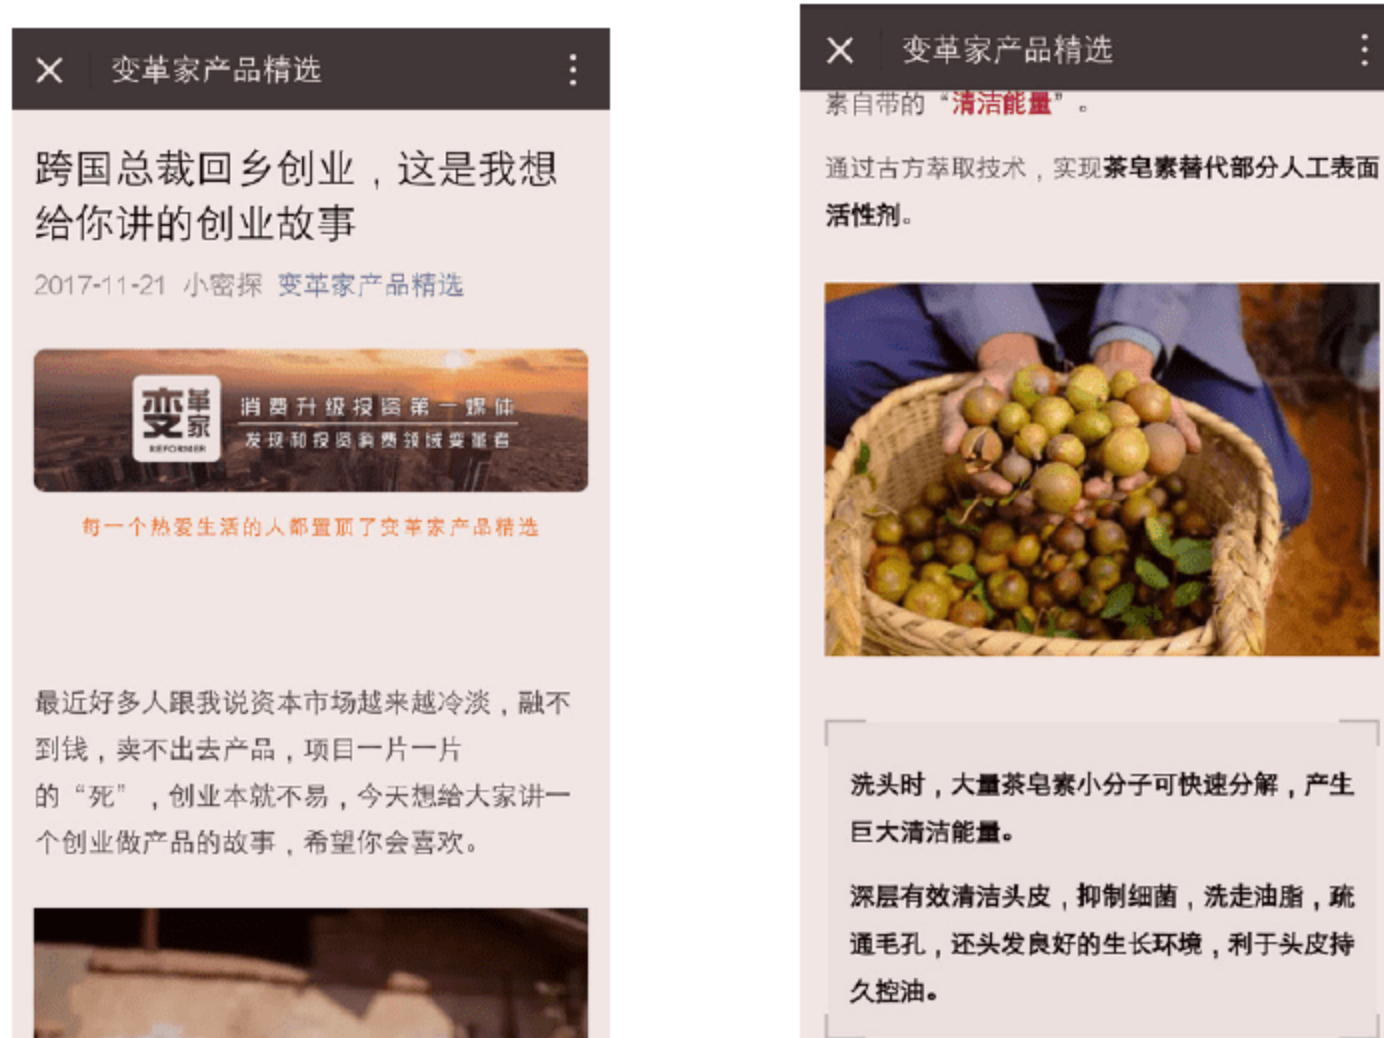 变革家产品精选
跨国总裁回乡创业，这是我想
给你讲的创业故事
2017-11-21 小密探 变革家产品精选
变革家
REFORMER
消费升级投资第一媒体
发现和投资消费领域变革者
每一个热爱生活的人都置顶了变革家产品精选
最近好多人跟我说资本市场越来越冷淡，融不
到钱，卖不出去产品，项目一片一片
的“死”，创业本就不易，今天想给大家讲一
个创业做产品的故事，希望你会喜欢。
变革家产品精选
素自带的“清洁能量”。
通过古方萃取技术，实现茶皂素替代部分人工表面
活性剂。
洗头时，大量茶皂素小分子可快速分解，产生
巨大清洁能量。
深层有效清洁头皮，抑制细菌，洗走油脂，疏
通毛孔，还头发良好的生长环境，利于头皮持
久控油。